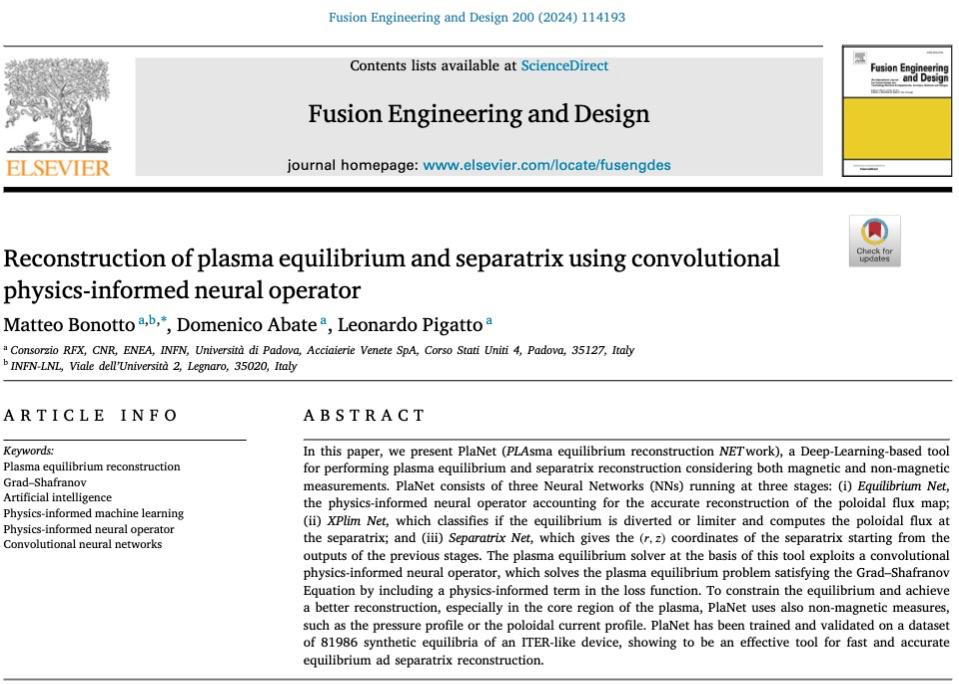 Fusion Engineering and Design 200 (2024) 114193
Contents lists available at ScienceDirect
Fusion Engineering and Design
journal homepage: www.elsevier.com/locate/fusengdes
ELSEVIER
Fusion Engineering
and Design
Check for
updates
Reconstruction of plasma equilibrium and separatrix using convolutional
physics-informed neural operator
Matteo Bonotto a,b,*, Domenico Abate a, Leonardo Pigatto a
a Consorzio RFX, CNR, ENEA, INFN, Università di Padova, Acciaierie Venete SpA, Corso Stati Uniti 4, Padova, 35127, Italy
b INFN-LNL, Viale dell'Università 2, Legnaro, 35020, Italy
ARTICLE INFO
Keywords:
Plasma equilibrium reconstruction
Grad–Shafranov
Artificial intelligence
Physics-informed machine learning
Physics-informed neural operator
Convolutional neural networks
ABSTRACT
In this paper, we present PlaNet (PLAsma equilibrium reconstruction NETwork), a Deep-Learning-based tool
for performing plasma equilibrium and separatrix reconstruction considering both magnetic and non-magnetic
measurements. PlaNet consists of three Neural Networks (NNs) running at three stages: (i) Equilibrium Net,
the physics-informed neural operator accounting for the accurate reconstruction of the poloidal flux map;
(ii) XPlim Net, which classifies if the equilibrium is diverted or limiter and computes the poloidal flux at
the separatrix; and (iii) Separatrix Net, which gives the (r, z) coordinates of the separatrix starting from the
outputs of the previous stages. The plasma equilibrium solver at the basis of this tool exploits a convolutional
physics-informed neural operator, which solves the plasma equilibrium problem satisfying the Grad–Shafranov
Equation by including a physics-informed term in the loss function. To constrain the equilibrium and achieve
a better reconstruction, especially in the core region of the plasma, PlaNet uses also non-magnetic measures,
such as the pressure profile or the poloidal current profile. PlaNet has been trained and validated on a dataset
of 81986 synthetic equilibria of an ITER-like device, showing to be an effective tool for fast and accurate
equilibrium ad separatrix reconstruction.